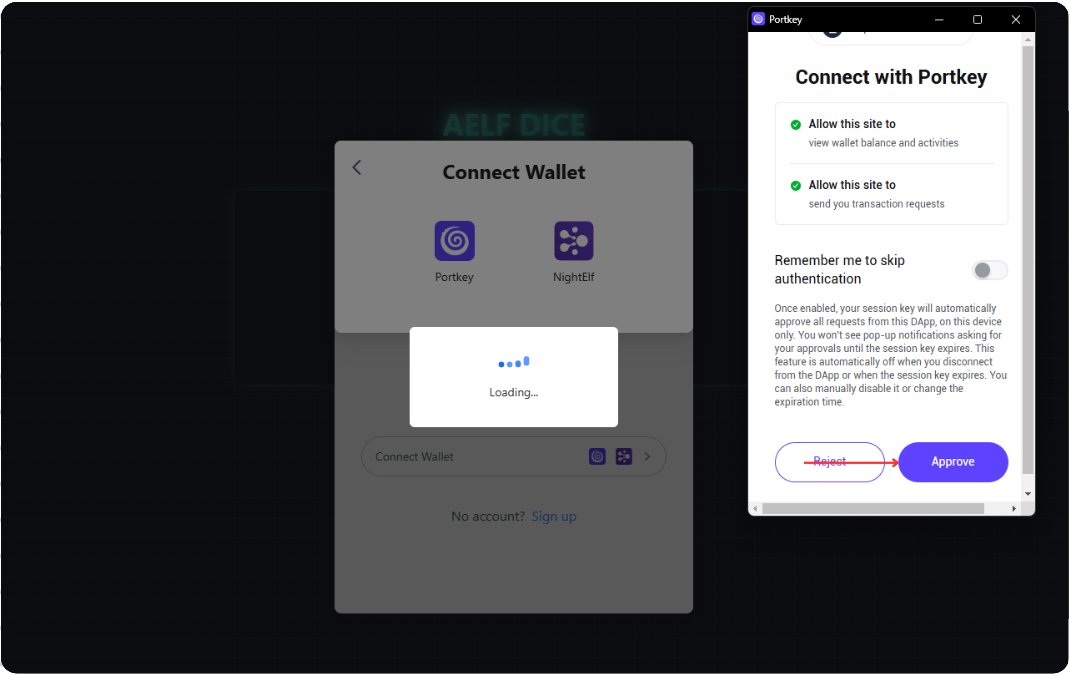 AELF DICE
Connect Wallet
Portkey
NightElf
Loading...
Connect Wallet
No account? Sign up
Portkey
Connect with Portkey
Allow this site to
view wallet balance and activities
Allow this site to
send you transaction requests
Remember me to skip
authentication
Once enabled, your session key will automatically
approve all requests from this DApp, on this device
only. You won't see pop-up notifications asking for
your approvals until the session key expires. This
feature is automatically off when you disconnect
from the DApp or when the session key expires. You
can also manually disable it or change the
expiration time.
Reject
Approve